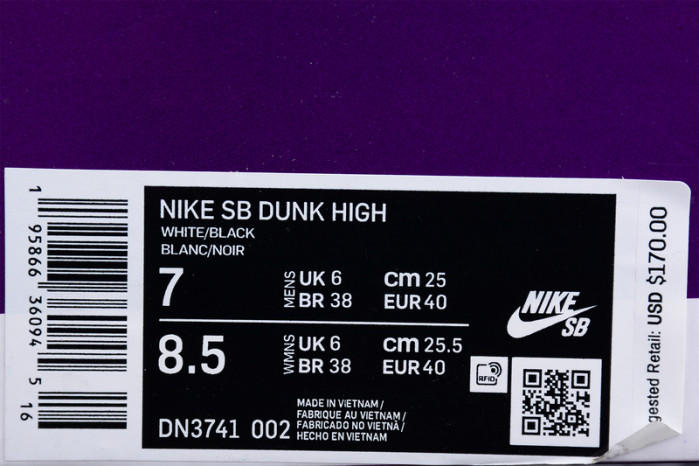 NIKE SB DUNK HIGH
WHITE/BLACK
BLANC/NOIR
7
MENS
UK 6
BR 38
cm 25
EUR 40
8.5
WMNS
UK 6
BR 38
cm 25.5
EUR 40
DN3741 002
MADE IN VIETNAM /
FABRIQUE AU VIETNAM /
FABRICADO NO VIETNÃ /
HECHO EN VIETNAM
NIKE
SB
RFID
1 95866 36094 5 16
gested Retail: USD $170.00